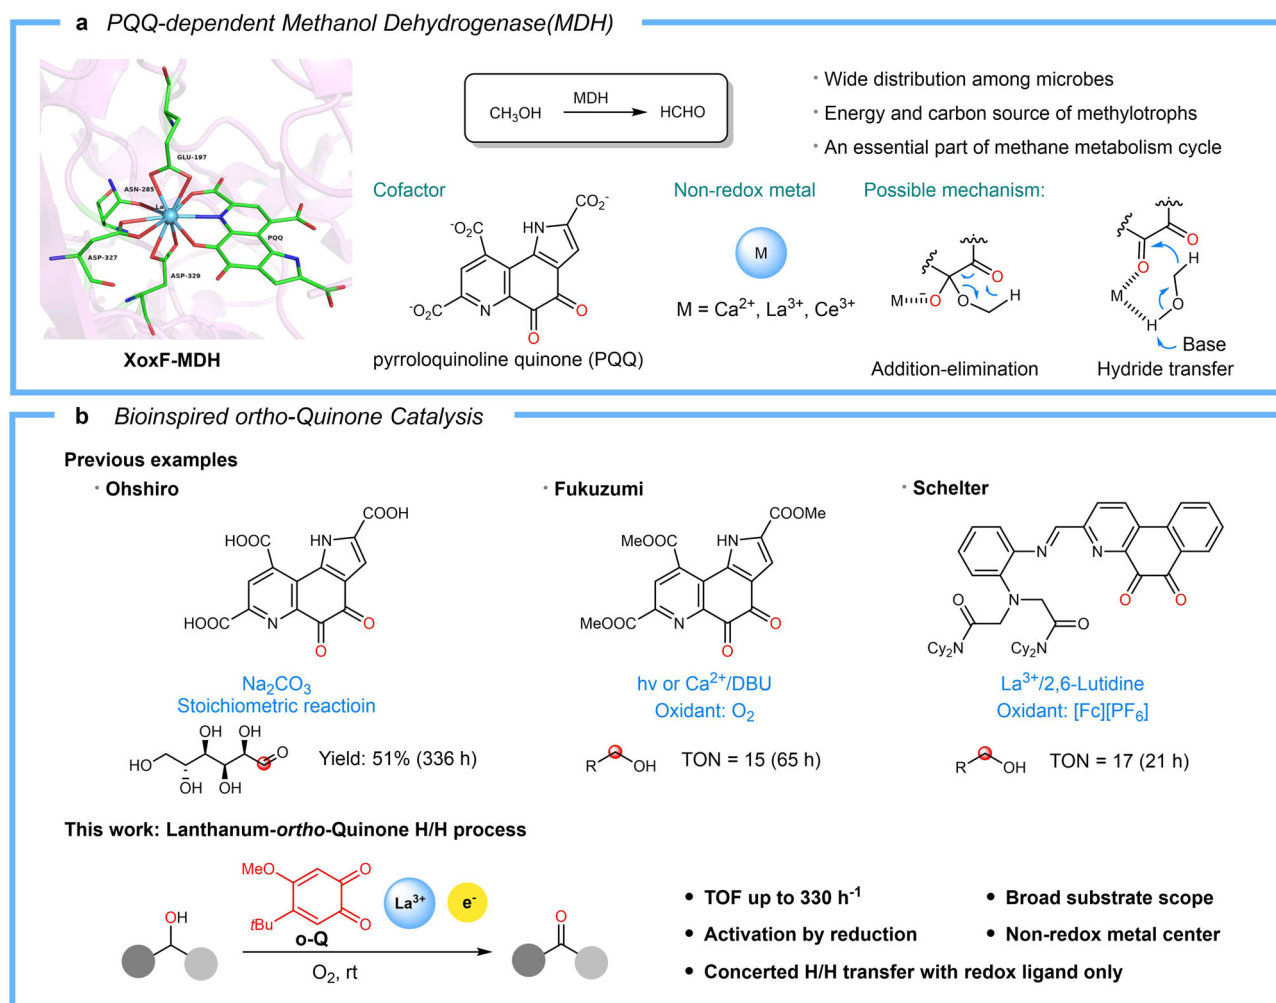 a PQQ-dependent Methanol Dehydrogenase(MDH)
GLU-197
ASN-285
La
PQQ
ASP-327
ASP-329
XoxF-MDH
CH₃OH
MDH
HCHO
• Wide distribution among microbes
• Energy and carbon source of methylotrophs
• An essential part of methane metabolism cycle
Cofactor
CO₂⁻
⁻O₂C
HN
⁻O₂C
N
O
O
pyrroloquinoline quinone (PQQ)
Non-redox metal
M
M = Ca²⁺, La³⁺, Ce³⁺
Possible mechanism:
O
M
O
-
O
H
Addition-elimination
O
O
H
M
O
H
Base
Hydride transfer
b Bioinspired ortho-Quinone Catalysis
Previous examples
• Ohshiro
COOH
HOOC
HN
HOOC
N
O
O
Na₂CO₃
Stoichiometric reactioin
OH OH
O
HO
OH OH
Yield: 51% (336 h)
• Fukuzumi
COOMe
MeOOC
HN
MeOOC
N
O
O
hv or Ca²⁺/DBU
Oxidant: O₂
R
OH
TON = 15 (65 h)
• Schelter
N
N
N
O
O
O
O
Cy₂N
Cy₂N
La³⁺/2,6-Lutidine
Oxidant: [Fc][PF₆]
R
OH
TON = 17 (21 h)
This work: Lanthanum-ortho-Quinone H/H process
OH
MeO
O
O
tBu
o-Q
La³⁺
e⁻
O₂, rt
O
• TOF up to 330 h⁻¹
• Broad substrate scope
• Activation by reduction
• Non-redox metal center
• Concerted H/H transfer with redox ligand only